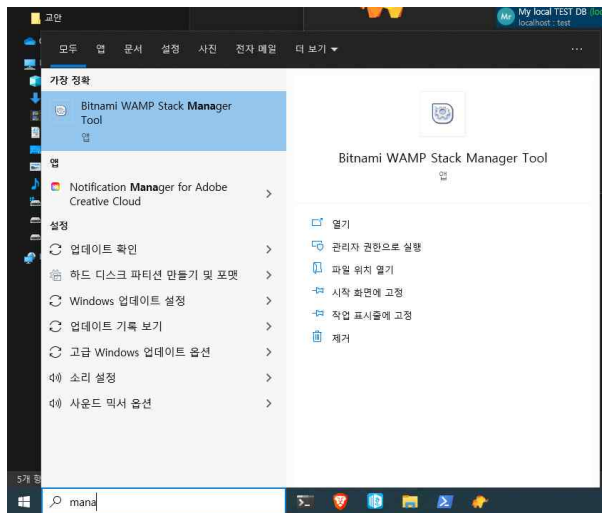 교안
My local TEST DB (loc
localhost : test
모두 앱 문서 설정 사진 전자 메일 더 보기 ▾ ...
가장 정확
Bitnami WAMP Stack Manager
Tool
앱
앱
Notification Manager for Adobe
Creative Cloud
설정
업데이트 확인
하드 디스크 파티션 만들기 및 포맷
Windows 업데이트 설정
업데이트 기록 보기
고급 Windows 업데이트 옵션
소리 설정
사운드 믹서 옵션
Bitnami WAMP Stack Manager Tool
앱
열기
관리자 권한으로 실행
파일 위치 열기
시작 화면에 고정
작업 표시줄에 고정
제거
5개 항
mana